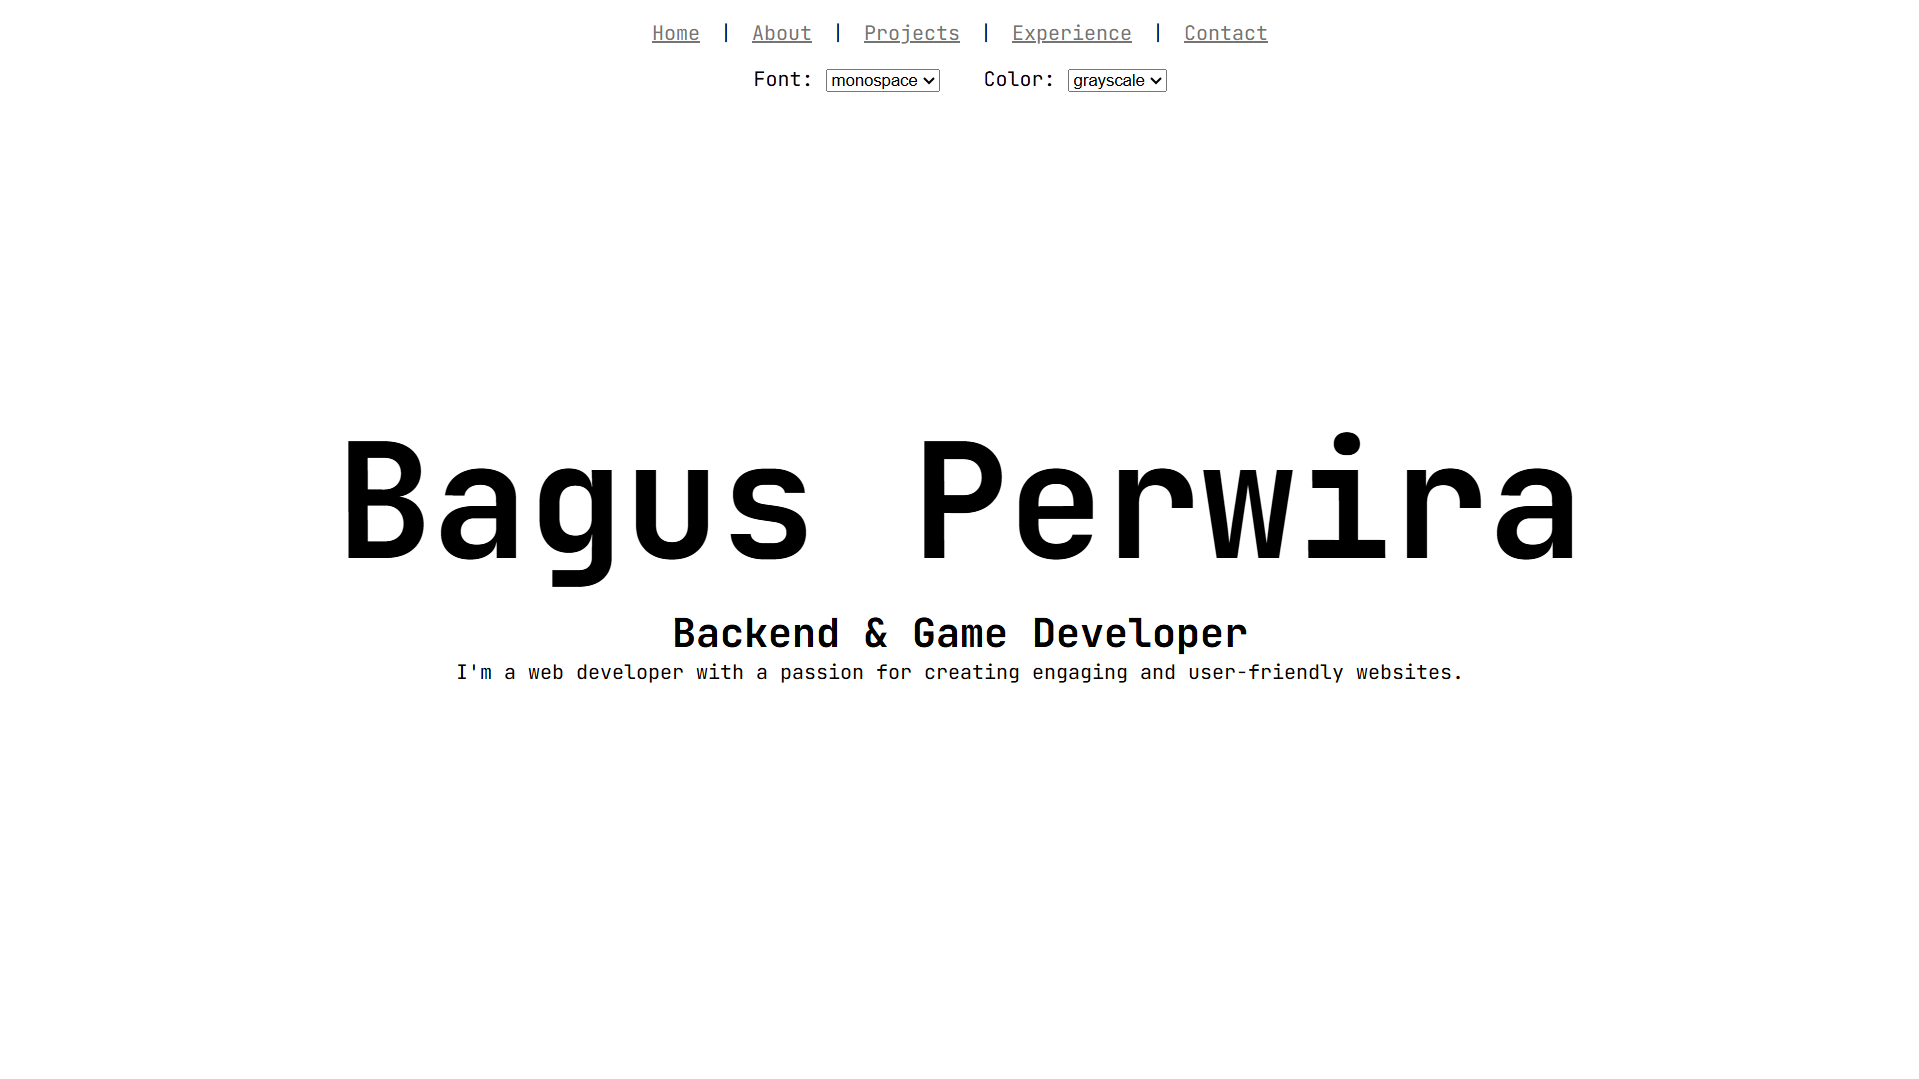 Home | About | Projects | Experience | Contact
Font: monospace Color: grayscale
Bagus Perwira
Backend & Game Developer
I'm a web developer with a passion for creating engaging and user-friendly websites.